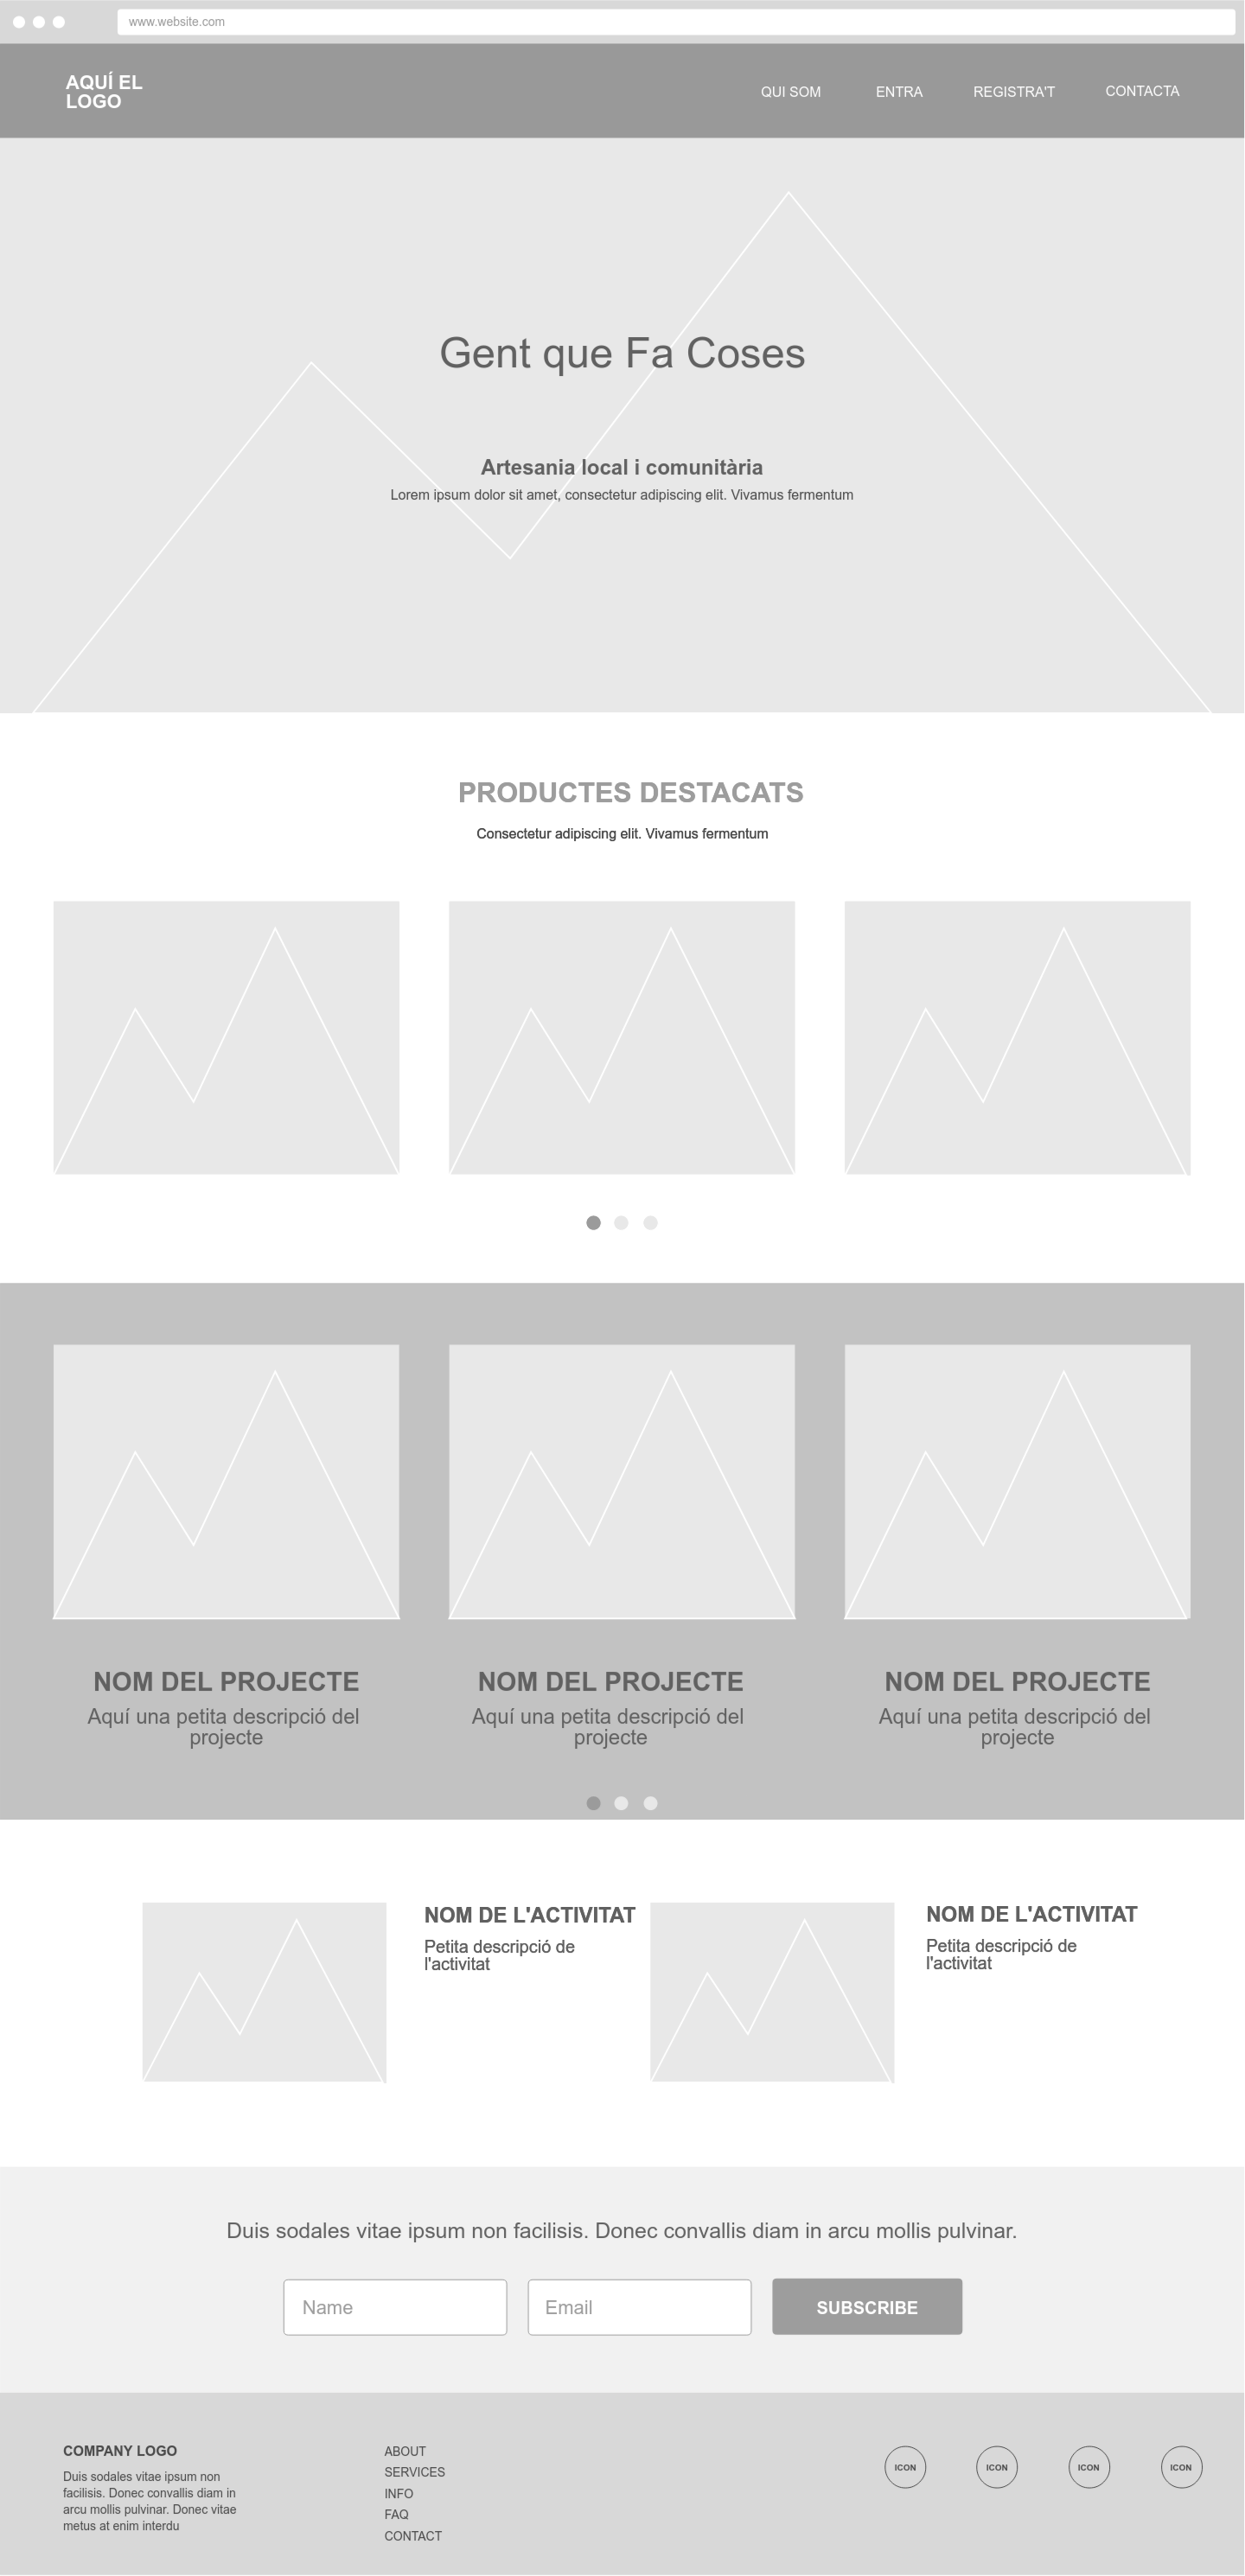 www.website.com
AQUÍ EL
LOGO
QUI SOM
ENTRA
REGISTRA'T
CONTACTA
Gent que Fa Coses
Artesania local i comunitària
Lorem ipsum dolor sit amet, consectetur adipiscing elit. Vivamus fermentum
PRODUCTES DESTACATS
Consectetur adipiscing elit. Vivamus fermentum
NOM DEL PROJECTE
Aquí una petita descripció del
projecte
NOM DEL PROJECTE
Aquí una petita descripció del
projecte
NOM DEL PROJECTE
Aquí una petita descripció del
projecte
NOM DE L'ACTIVITAT
Petita descripció de
l'activitat
NOM DE L'ACTIVITAT
Petita descripció de
l'activitat
Duis sodales vitae ipsum non facilisis. Donec convallis diam in arcu mollis pulvinar.
Name
Email
SUBSCRIBE
COMPANY LOGO
Duis sodales vitae ipsum non
facilisis. Donec convallis diam in
arcu mollis pulvinar. Donec vitae
metus at enim interdu
ABOUT
SERVICES
INFO
FAQ
CONTACT
ICON
ICON
ICON
ICON